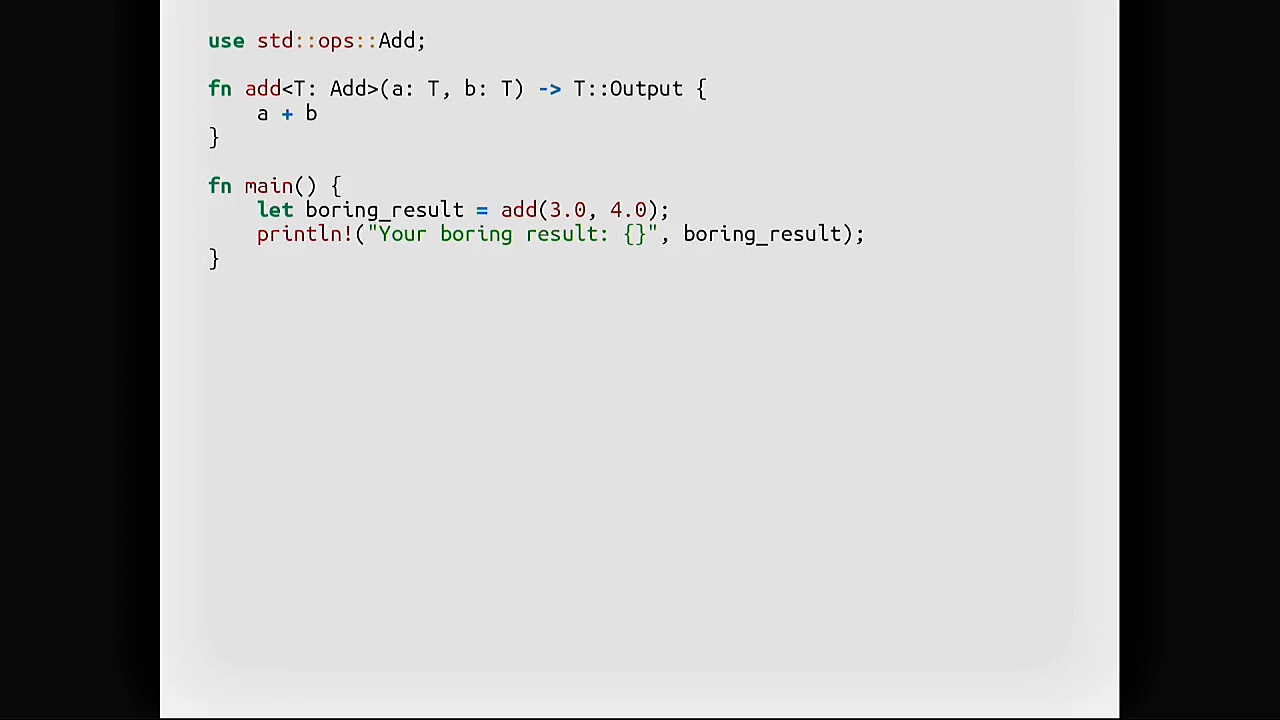 use std::ops::Add;
fn add<T: Add>(a: T, b: T) -> T::Output {
    a + b
}
fn main() {
    let boring_result = add(3.0, 4.0);
    println!("Your boring result: {}", boring_result);
}